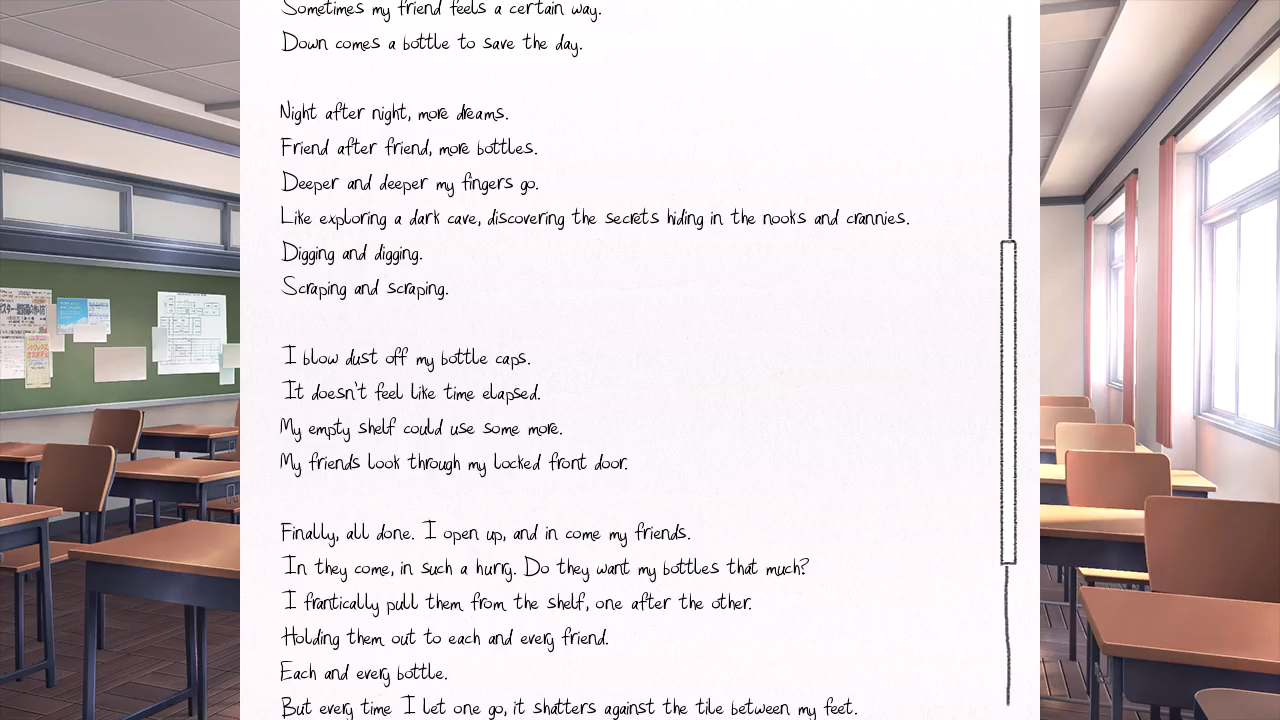 Sometimes my friend feels a certain way.
Down comes a bottle to save the day.
Night after night, more dreams.
Friend after friend, more bottles.
Deeper and deeper my fingers go.
Like exploring a dark cave, discovering the secrets hiding in the nooks and crannies.
Digging and digging.
Scraping and scraping.
I blow dust off my bottle caps.
It doesn't feel like time elapsed.
My empty shelf could use some more.
My friends look through my locked front door.
Finally, all done. I open up, and in come my friends.
In they come, in such a hurry. Do they want my bottles that much?
I frantically pull them from the shelf, one after the other.
Holding them out to each and every friend.
Each and every bottle.
But every time I let one go, it shatters against the tile between my feet.